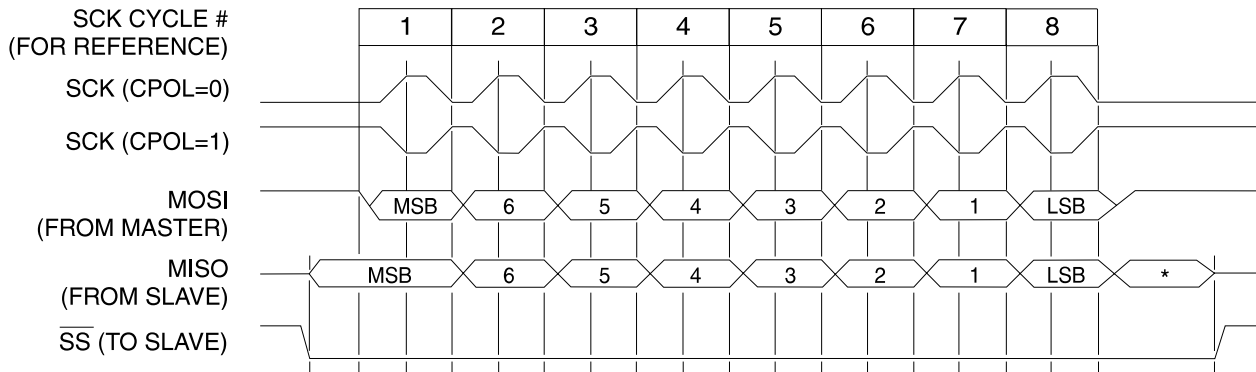 SCK CYCLE # 1 2 3 4 5 6 7 8
(FOR REFERENCE)
SCK (CPOL=0)
SCK (CPOL=1)
MOSI MSB 6 5 4 3 2 1 LSB
(FROM MASTER)
MISO MSB 6 5 4 3 2 1 LSB *
(FROM SLAVE)
SS (TO SLAVE)